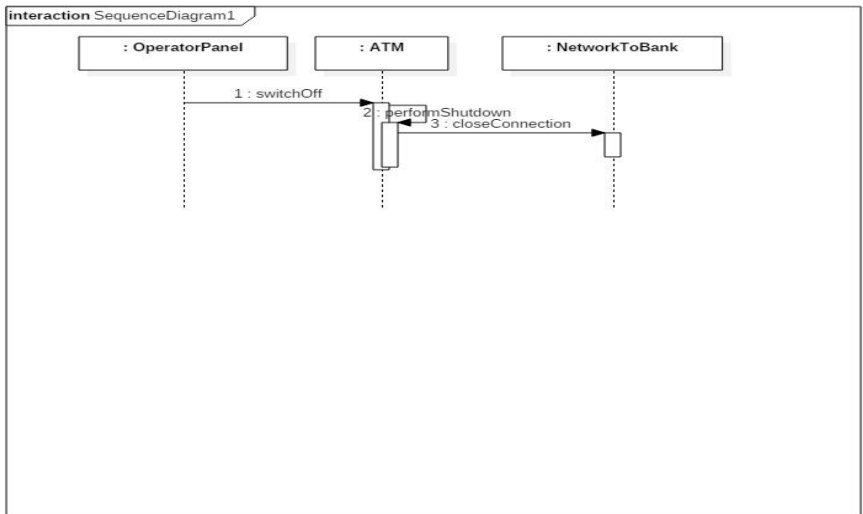 interaction SequenceDiagram1
: OperatorPanel
: ATM
: NetworkToBank
1 : switchOff
2 : performShutdown
3 : closeConnection